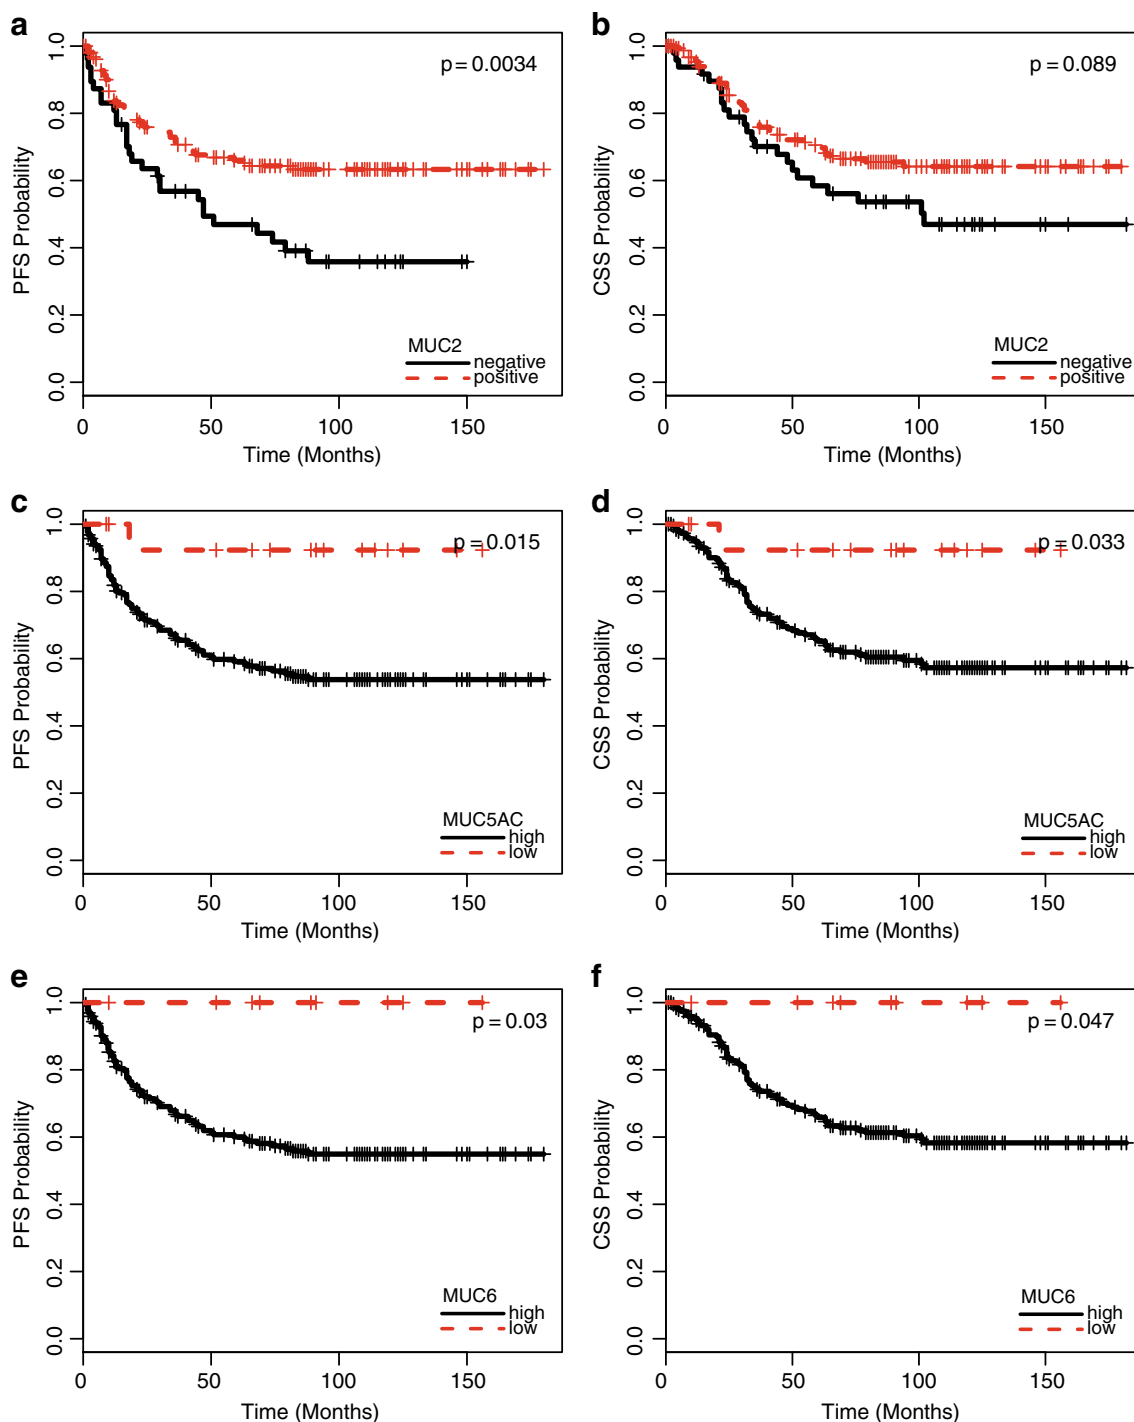 a
p = 0.0034
PFS Probability
0.0 0.2 0.4 0.6 0.8 1.0
MUC2
negative
positive
0 50 100 150
Time (Months)
b
p = 0.089
CSS Probability
0.0 0.2 0.4 0.6 0.8 1.0
MUC2
negative
positive
0 50 100 150
Time (Months)
c
p = 0.015
PFS Probability
0.0 0.2 0.4 0.6 0.8 1.0
MUC5AC
high
low
0 50 100 150
Time (Months)
d
p = 0.033
CSS Probability
0.0 0.2 0.4 0.6 0.8 1.0
MUC5AC
high
low
0 50 100 150
Time (Months)
e
p = 0.03
PFS Probability
0.0 0.2 0.4 0.6 0.8 1.0
MUC6
high
low
0 50 100 150
Time (Months)
f
p = 0.047
CSS Probability
0.0 0.2 0.4 0.6 0.8 1.0
MUC6
high
low
0 50 100 150
Time (Months)